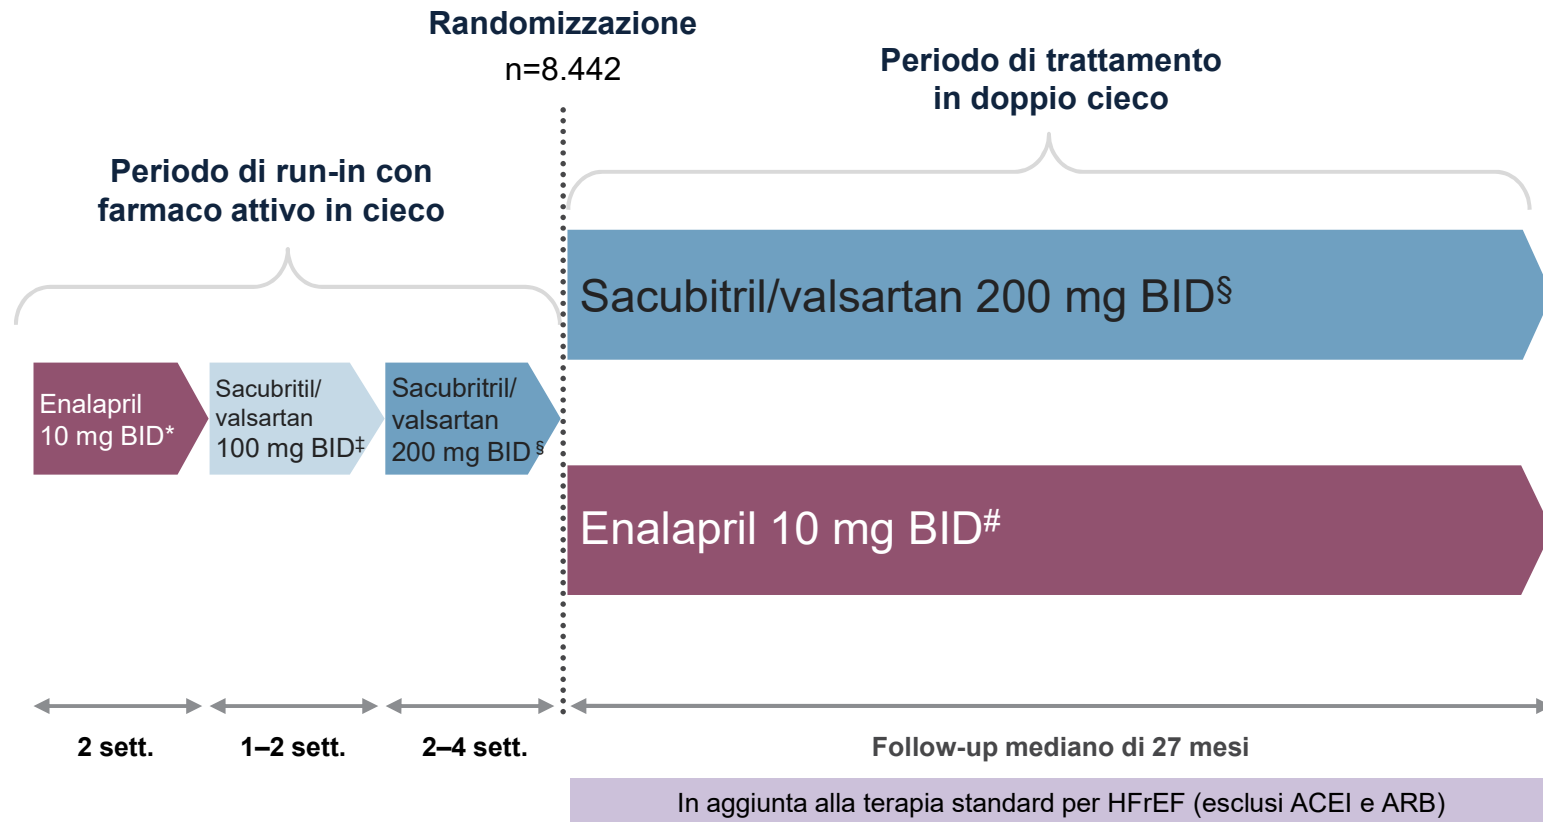 Randomizzazione
n=8.442
Periodo di trattamento
in doppio cieco
Periodo di run-in con
farmaco attivo in cieco
Sacubitril/valsartan 200 mg BID§
Enalapril
10 mg BID*
Sacubritil/
valsartan
100 mg BID‡
Sacubritril/
valsartan
200 mg BID §
Enalapril 10 mg BID#
2 sett.
1–2 sett.
2–4 sett.
Follow-up mediano di 27 mesi
In aggiunta alla terapia standard per HFrEF (esclusi ACEI e ARB)